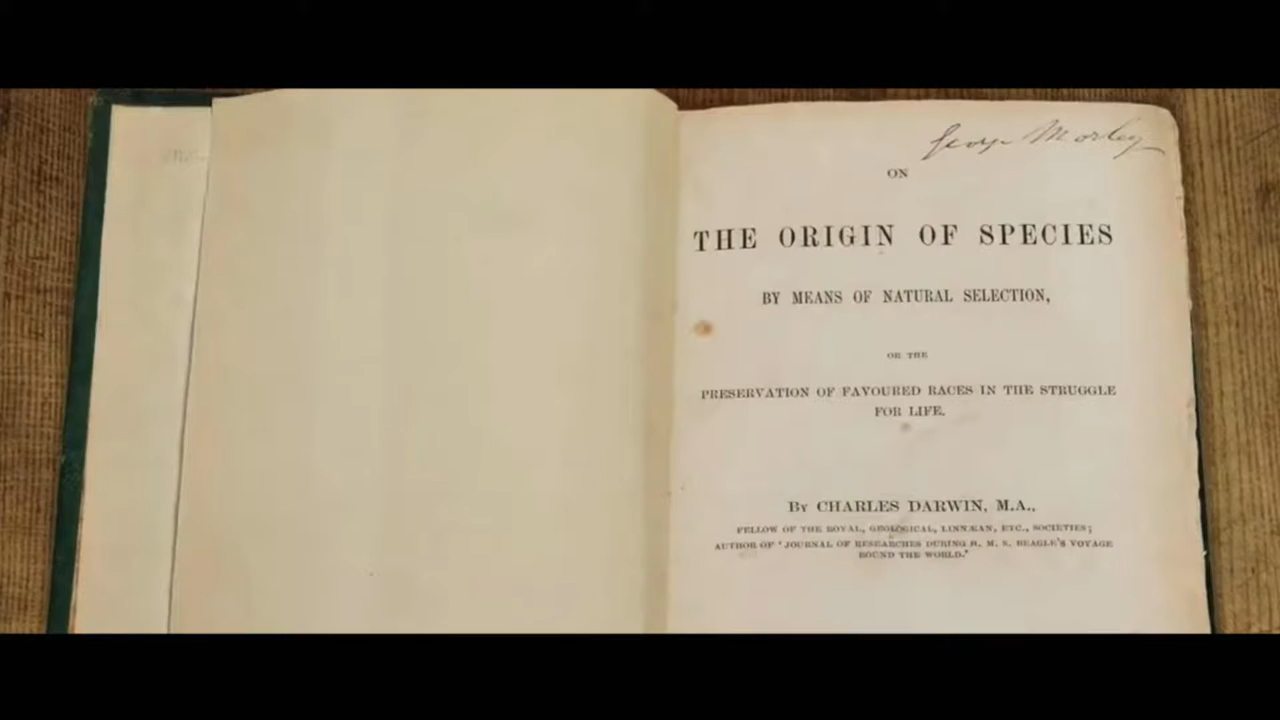 George Morley
ON
THE ORIGIN OF SPECIES
BY MEANS OF NATURAL SELECTION,
OR THE
PRESERVATION OF FAVOURED RACES IN THE STRUGGLE
FOR LIFE.
By CHARLES DARWIN, M.A.,
FELLOW OF THE ROYAL, GEOLOGICAL, LINNÆAN, ETC., SOCIETIES;
AUTHOR OF ‘JOURNAL OF RESEARCHES DURING H. M. S. BEAGLE’S VOYAGE
ROUND THE WORLD.’